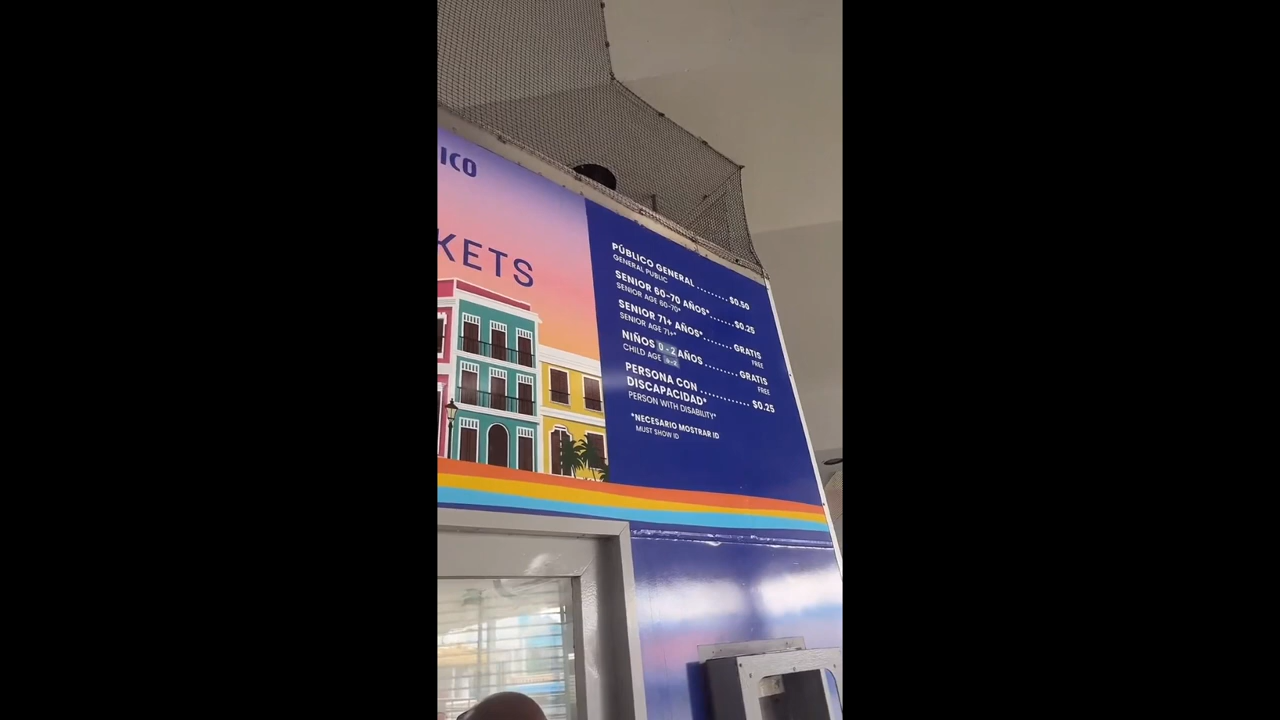 ICO
KETS
PÚBLICO GENERAL ........ $0.50
GENERAL PUBLIC
SENIOR 60-70 AÑOS*...... $0.25
SENIOR AGE 60-70*
SENIOR 71+ AÑOS*....... GRATIS
SENIOR AGE 71+* FREE
NIÑOS 0 - 2 AÑOS ........ GRATIS
CHILD AGE 0 - 2 FREE
PERSONA CON
DISCAPACIDAD* ............ $0.25
PERSON WITH DISABILITY*
*NECESARIO MOSTRAR ID
MUST SHOW ID